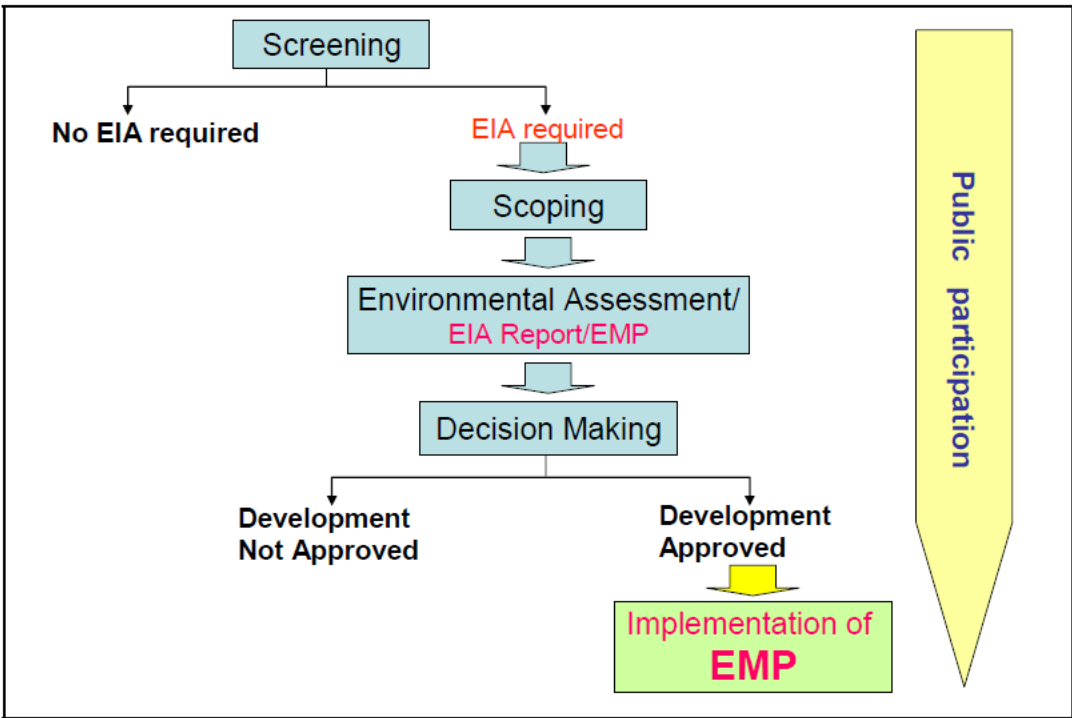 Screening
No EIA required
EIA required
Scoping
Environmental Assessment/
EIA Report/EMP
Decision Making
Development
Not Approved
Development
Approved
Implementation of
EMP
Public participation